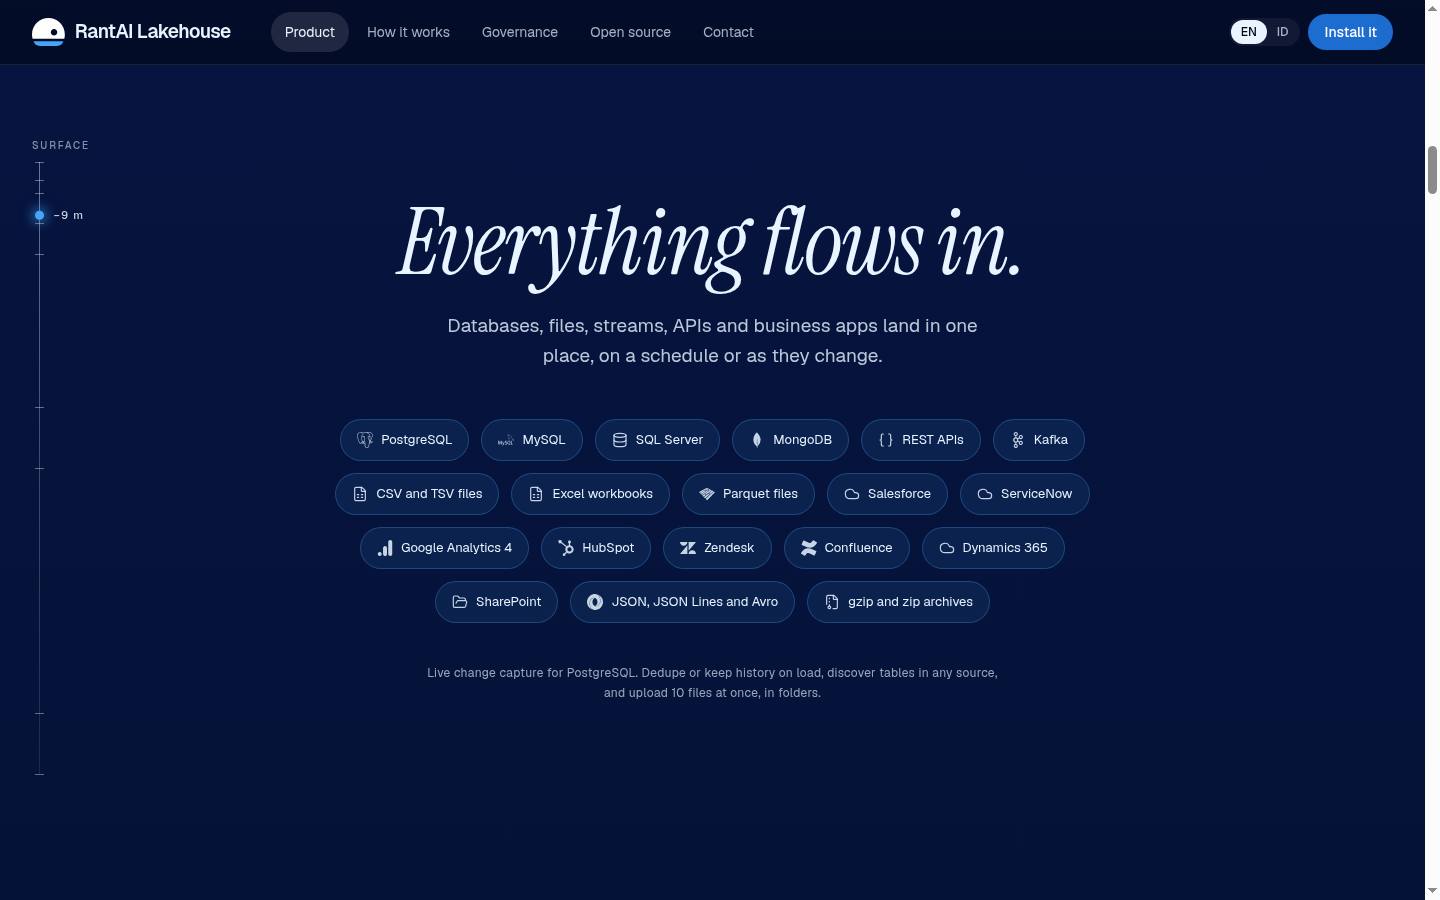 RantAI Lakehouse
Product
How it works
Governance
Open source
Contact
EN
ID
Install it
SURFACE
−9 m
Everything flows in.
Databases, files, streams, APIs and business apps land in one
place, on a schedule or as they change.
PostgreSQL
MySQL
MySQL
SQL Server
MongoDB
REST APIs
Kafka
CSV and TSV files
Excel workbooks
Parquet files
Salesforce
ServiceNow
Google Analytics 4
HubSpot
Zendesk
Confluence
Dynamics 365
SharePoint
JSON, JSON Lines and Avro
gzip and zip archives
Live change capture for PostgreSQL. Dedupe or keep history on load, discover tables in any source,
and upload 10 files at once, in folders.